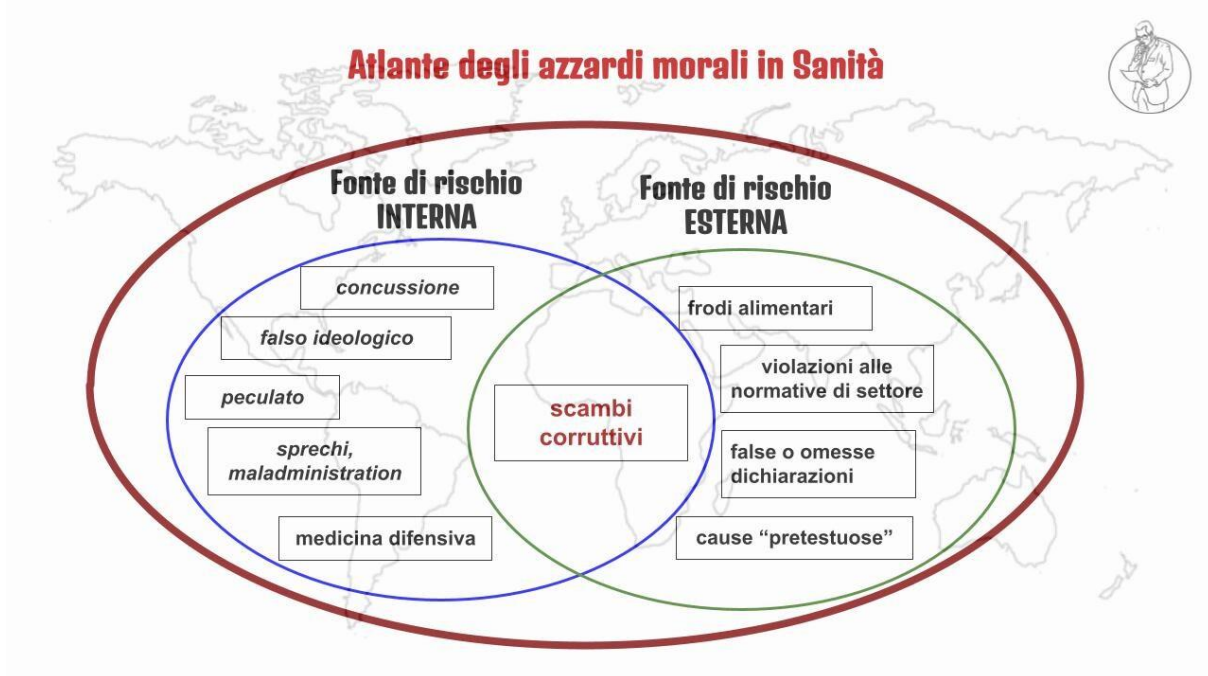 Atlante degli azzardi morali in Sanità
Fonte di rischio
INTERNA
Fonte di rischio
ESTERNA
concussione
falso ideologico
peculato
sprechi,
maladministration
medicina difensiva
scambi
corruttivi
frodi alimentari
violazioni alle
normative di settore
false o omesse
dichiarazioni
cause “pretestuose”